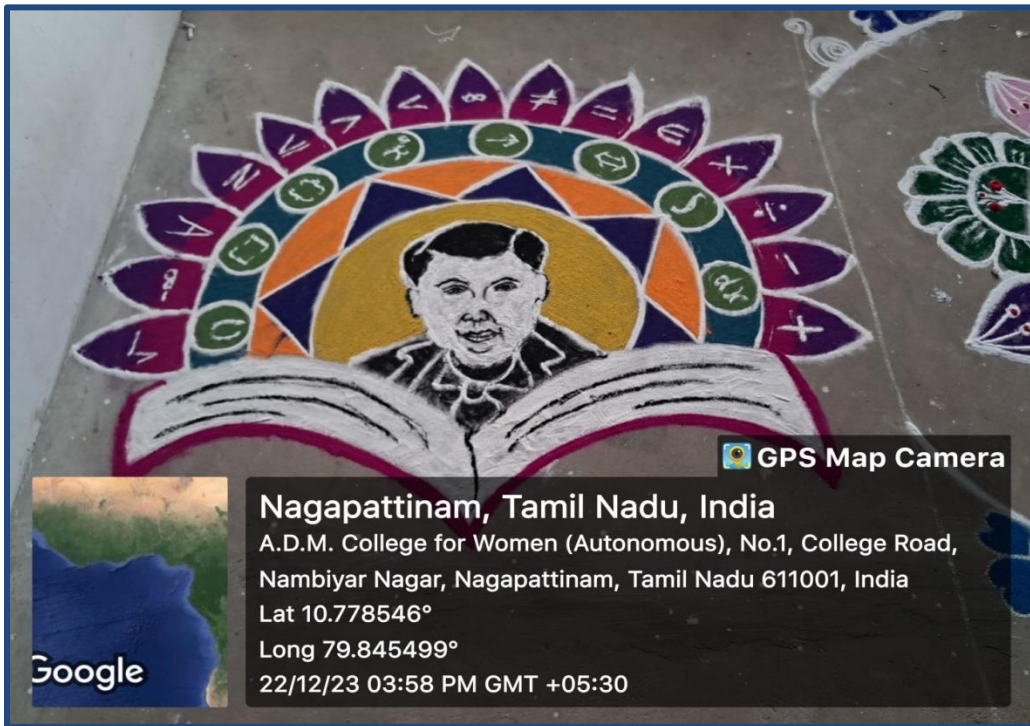 < ∞ ≠ = ∈
+
÷
−
+
dx
GPS Map Camera
Nagapattinam, Tamil Nadu, India
A.D.M. College for Women (Autonomous), No.1, College Road,
Nambiyar Nagar, Nagapattinam, Tamil Nadu 611001, India
Lat 10.778546°
Long 79.845499°
22/12/23 03:58 PM GMT +05:30
Google